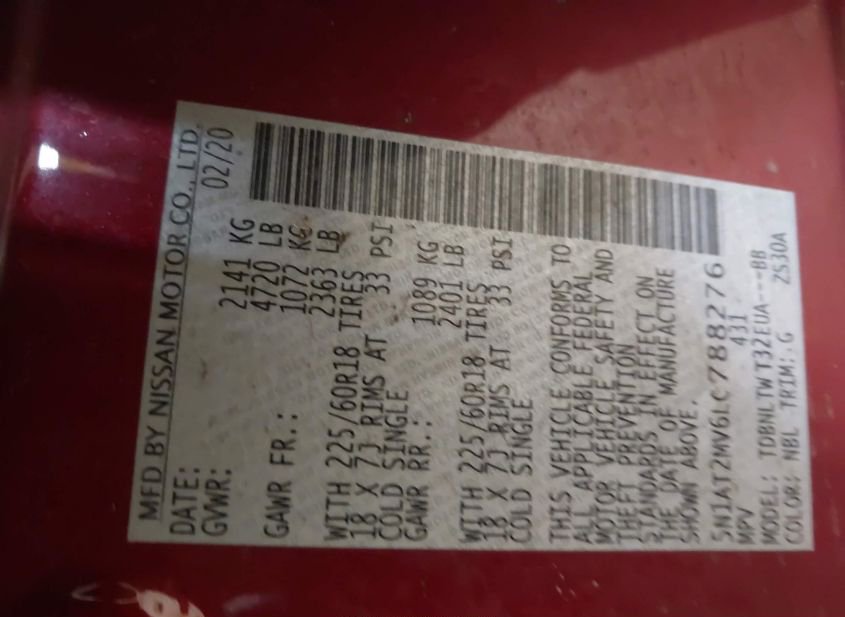 MFD BY NISSAN MOTOR CO., LTD.
DATE: 02/20
GVWR: 2141 KG
4720 LB
GAWR FR.: 1072 KG
2363 LB
WITH 225/60R18 TIRES
18 X 7J RIMS AT 33 PSI
COLD SINGLE
GAWR RR.: 1089 KG
2401 LB
WITH 225/60R18 TIRES
18 X 7J RIMS AT 33 PSI
COLD SINGLE
THIS VEHICLE CONFORMS TO
ALL APPLICABLE FEDERAL
MOTOR VEHICLE SAFETY AND
THEFT PREVENTION
STANDARDS IN EFFECT ON
THE DATE OF MANUFACTURE
SHOWN ABOVE.
5N1AT2MV6LC788276
MPV 431
MODEL: TDBNLTWT32EUA---BB
COLOR: NBL TRIM: G ZS30A